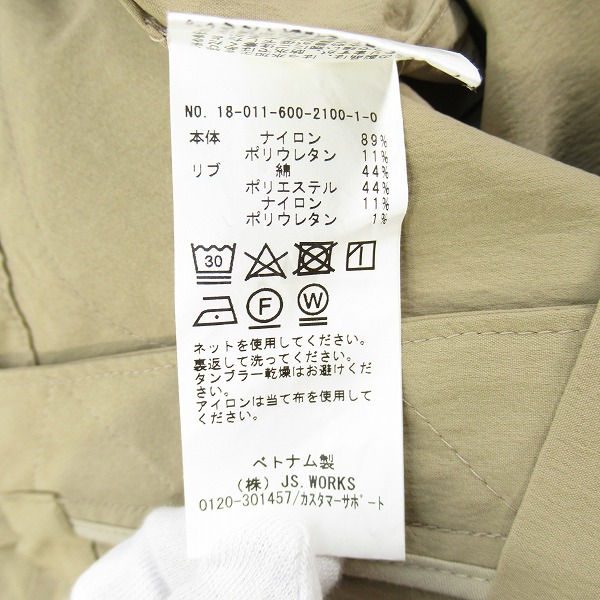 NO. 18-011-600-2100-1-0
本体 ナイロン 89%
ポリウレタン 11%
リブ 綿 44%
ポリエステル 44%
ナイロン 11%
ポリウレタン 1%
30
F W
ネットを使用してください。
裏返して洗ってください。
タンブラー乾燥はお避けくだ
さい。
アイロンは当て布を使用して
ください。
ベトナム製
(株) JS.WORKS
0120-301457/カスタマーサポート